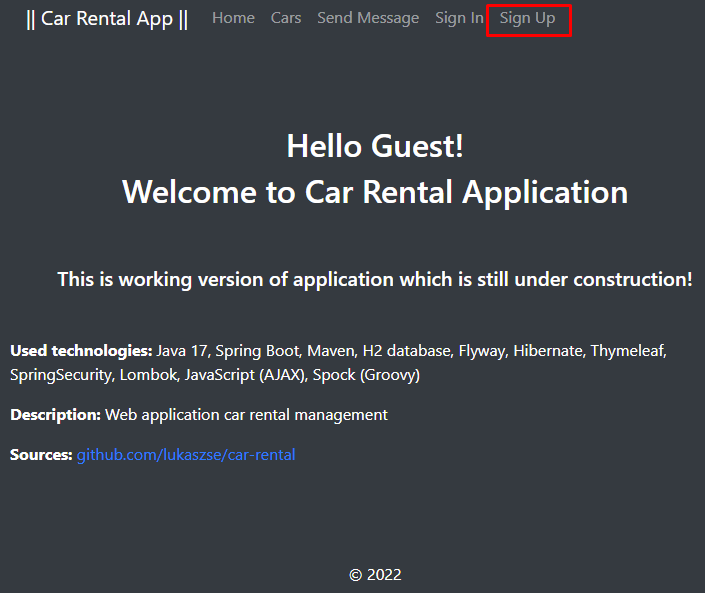 || Car Rental App || Home Cars Send Message Sign In Sign Up
Hello Guest!
Welcome to Car Rental Application
This is working version of application which is still under construction!
Used technologies: Java 17, Spring Boot, Maven, H2 database, Flyway, Hibernate, Thymeleaf,
SpringSecurity, Lombok, JavaScript (AJAX), Spock (Groovy)
Description: Web application car rental management
Sources: github.com/lukaszse/car-rental
© 2022